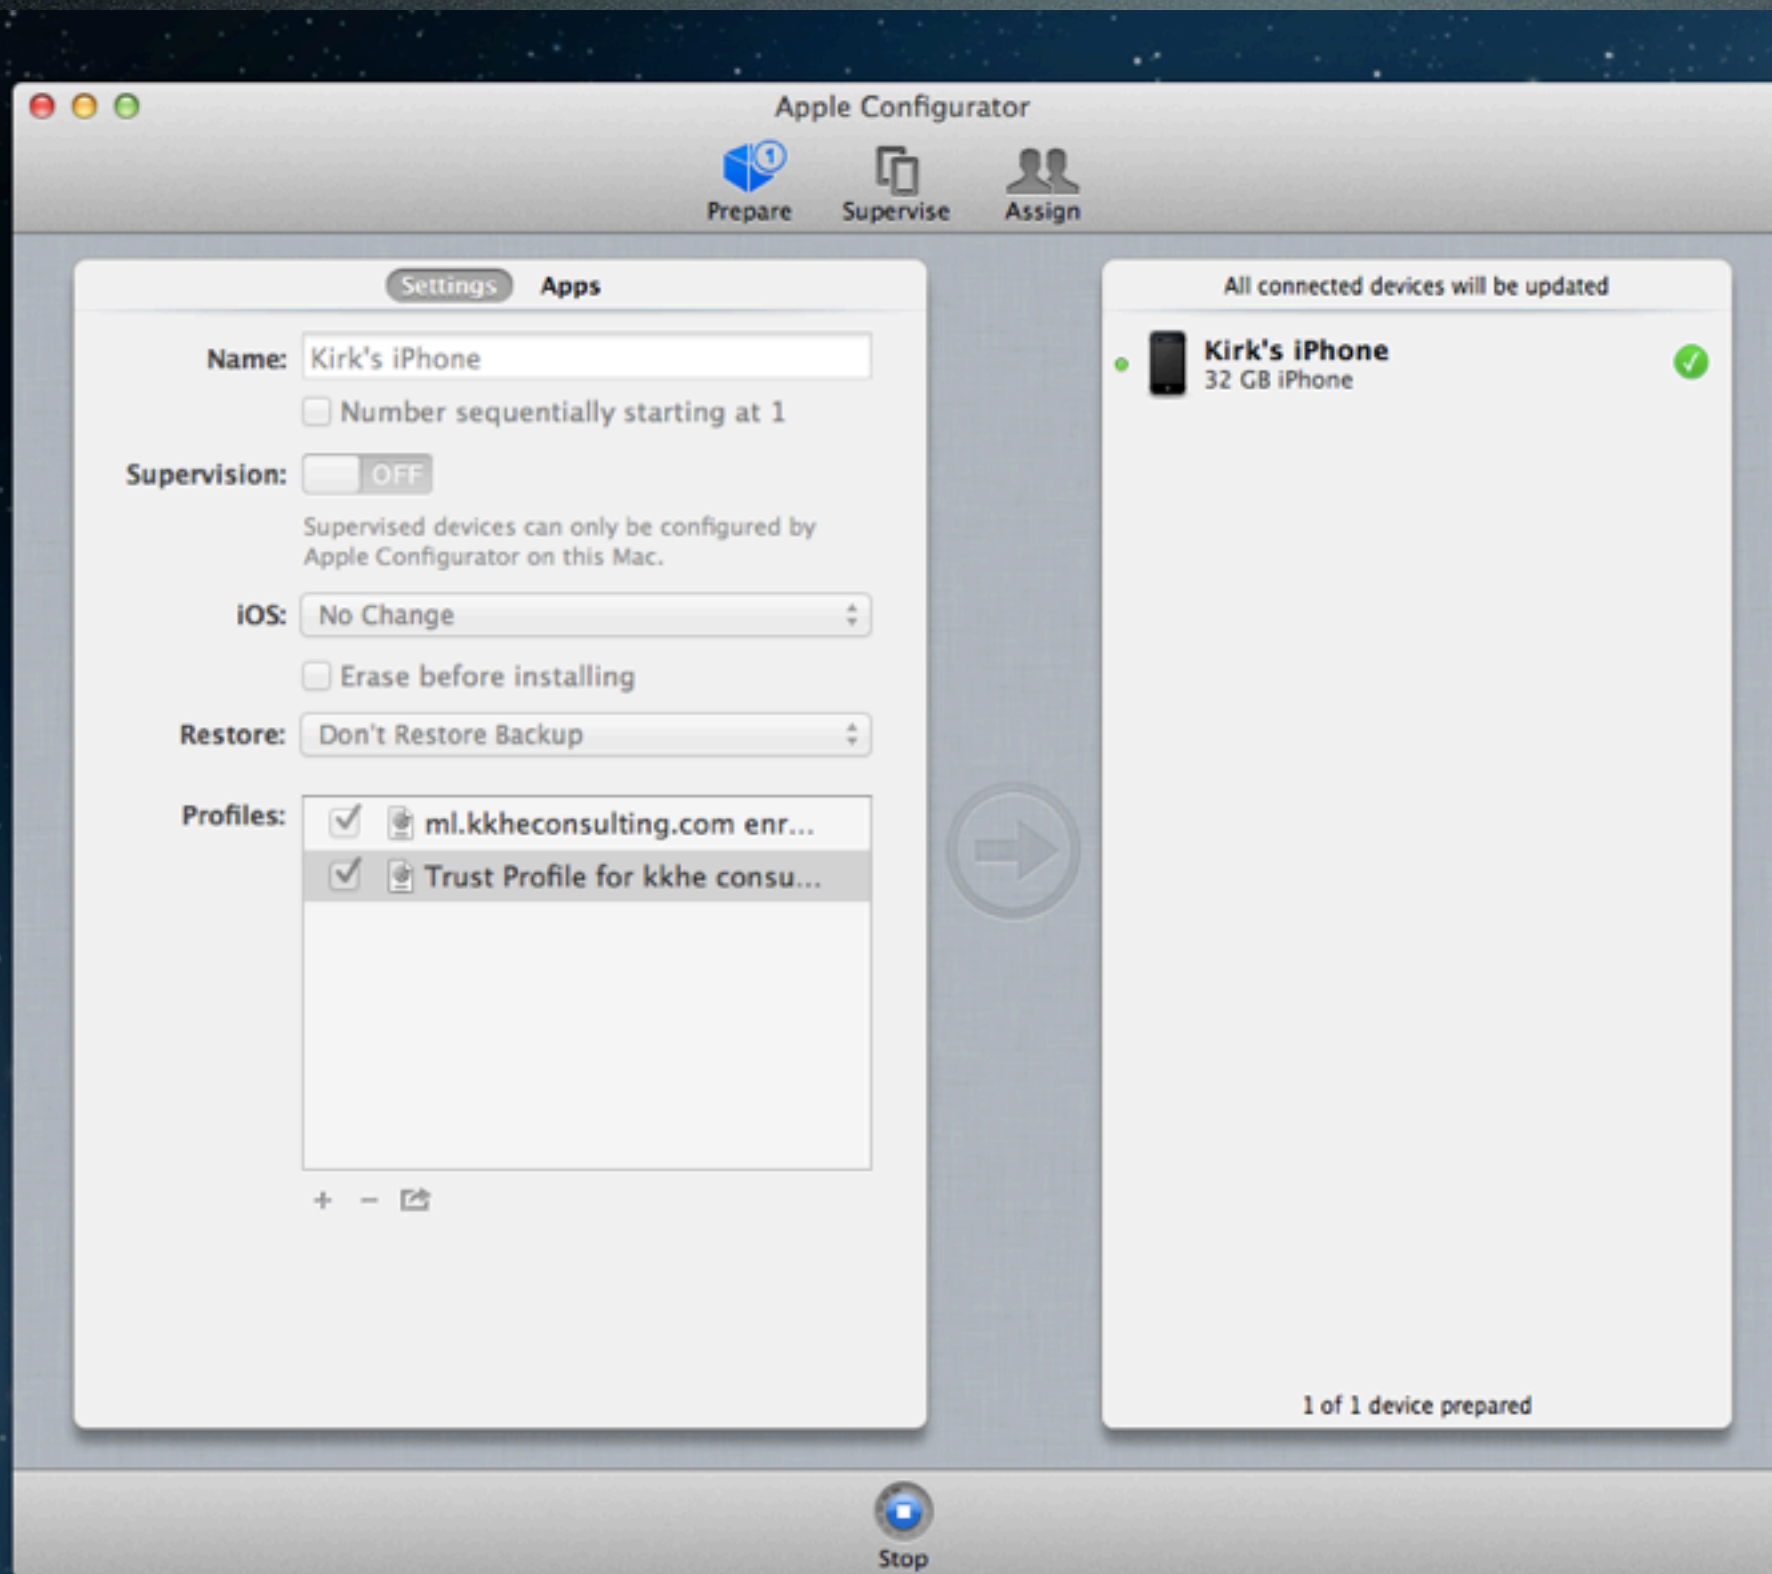 Apple Configurator
1
Prepare
Supervise
Assign
Settings
Apps
Name:
Kirk's iPhone
Number sequentially starting at 1
Supervision:
OFF
Supervised devices can only be configured by
Apple Configurator on this Mac.
iOS:
No Change
Erase before installing
Restore:
Don't Restore Backup
Profiles:
ml.kkheconsulting.com enr...
Trust Profile for kkhe consu...
All connected devices will be updated
Kirk's iPhone
32 GB iPhone
1 of 1 device prepared
Stop